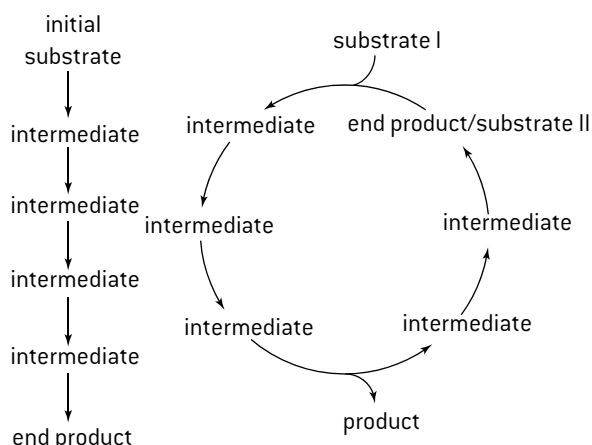 initial
substrate
intermediate
intermediate
intermediate
intermediate
end product
substrate I
intermediate
end product/substrate II
intermediate
intermediate
intermediate
intermediate
product